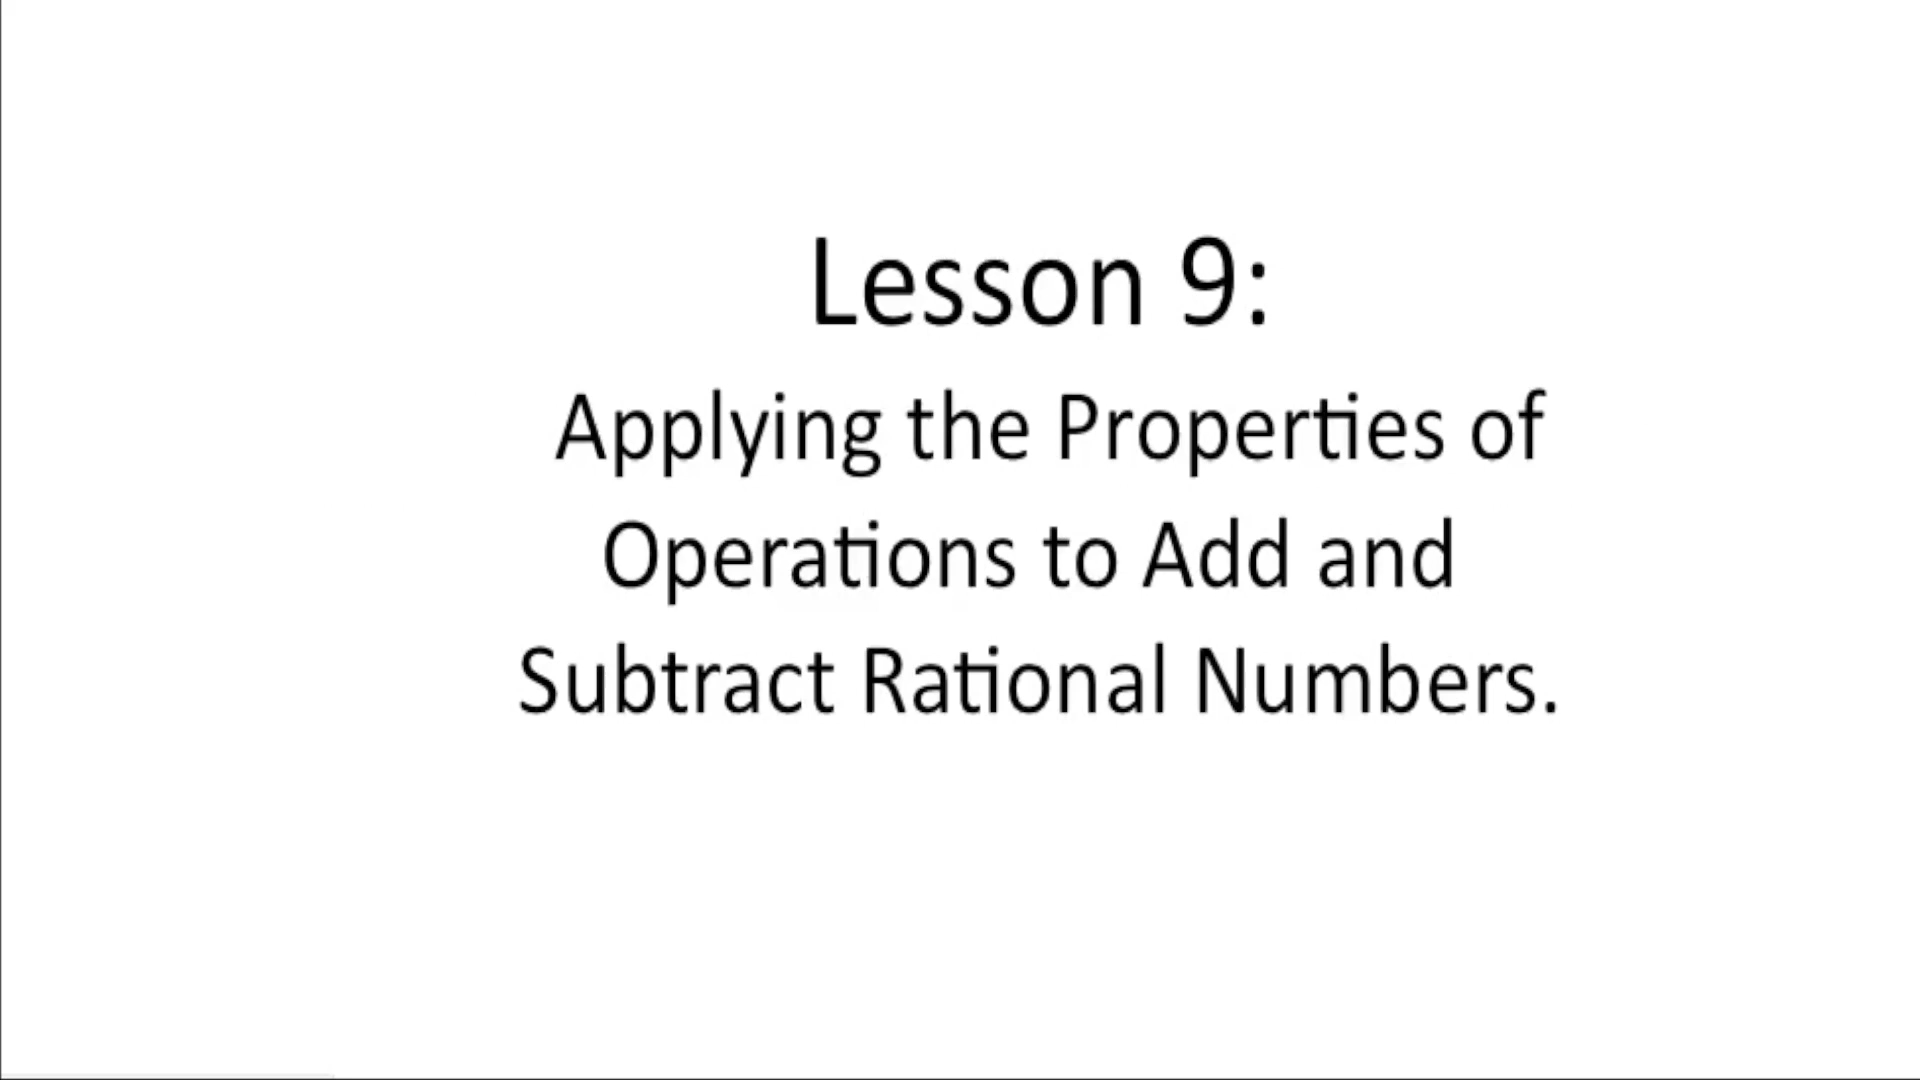 Lesson 9:
Applying the Properties of
Operations to Add and
Subtract Rational Numbers.